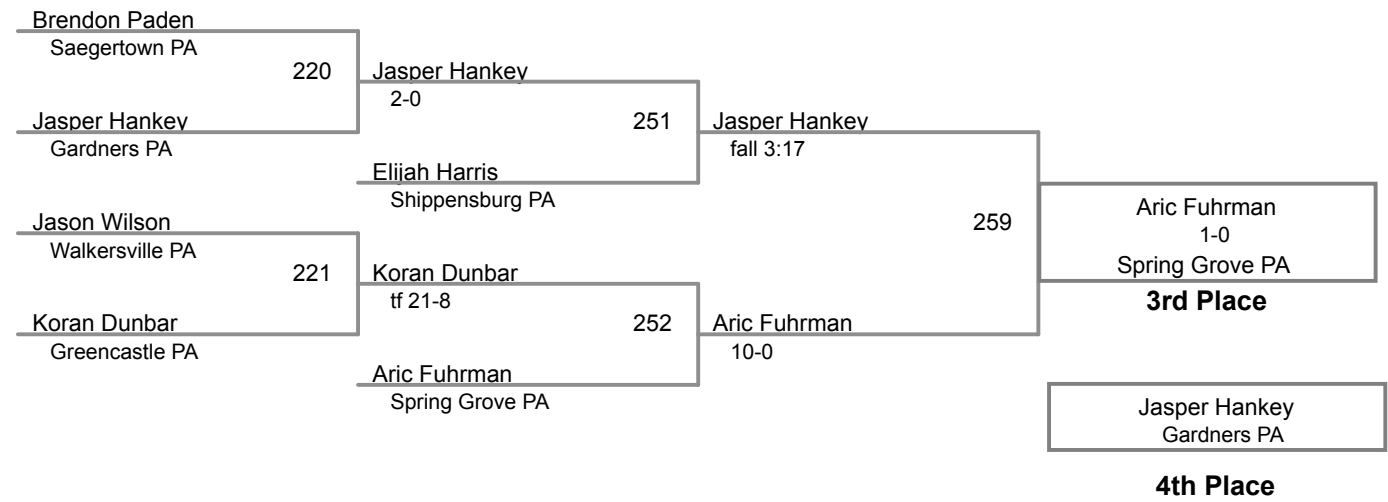 Brendon Paden
Saegertown PA
220
Jasper Hankey
2-0
Jasper Hankey
Gardners PA
251
Jasper Hankey
fall 3:17
Elijah Harris
Shippensburg PA
Jason Wilson
Walkersville PA
259
Aric Fuhrman
1-0
Spring Grove PA
3rd Place
221
Koran Dunbar
tf 21-8
Koran Dunbar
Greencastle PA
252
Aric Fuhrman
10-0
Aric Fuhrman
Spring Grove PA
Jasper Hankey
Gardners PA
4th Place